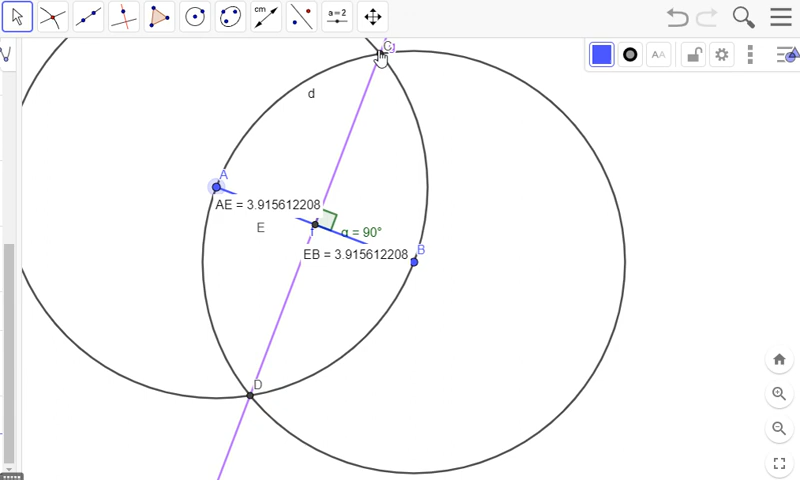 cm
a=2
AA
C
d
A
AE = 3.915612208
E
f
α = 90°
EB = 3.915612208
B
D